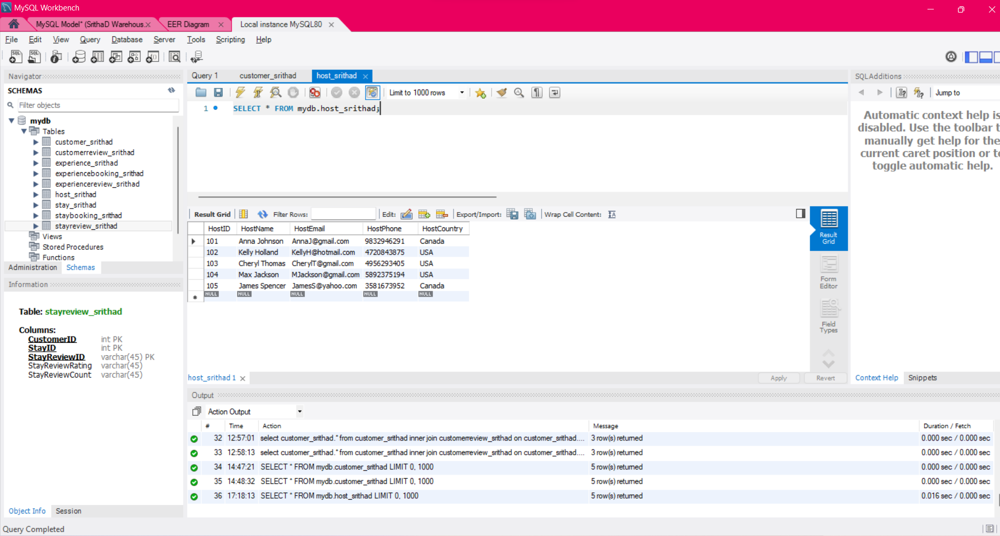 MySQL Workbench
MySQL Model* (SrithaD Warehous... EER Diagram Local instance MySQL80
File Edit View Query Database Server Tools Scripting Help
Navigator
SCHEMAS
Filter objects
mydb
Tables
customer_srithad
customerreview_srithad
experience_srithad
experiencebooking_srithad
experiencereview_srithad
host_srithad
stay_srithad
staybooking_srithad
stayreview_srithad
Views
Stored Procedures
Functions
Administration Schemas
Information
Table: stayreview_srithad
Columns:
CustomerID int PK
StayID int PK
StayReviewID varchar(45) PK
StayReviewRating varchar(45)
StayReviewCount varchar(45)
Object Info Session
Query Completed
Query 1 customer_srithad host_srithad
Limit to 1000 rows
1 SELECT * FROM mydb.host_srithad;
Result Grid Filter Rows: Edit: Export/Import: Wrap Cell Content:
HostID HostName HostEmail HostPhone HostCountry
101 Anna Johnson AnnaJ@gmail.com 9832946291 Canada
102 Kelly Holland KellyH@hotmail.com 4720843875 USA
103 Cheryl Thomas CherylT@gmail.com 4956293405 USA
104 Max Jackson MJackson@gmail.com 5892375194 USA
105 James Spencer JamesS@yahoo.com 3581673952 Canada
NULL NULL NULL NULL NULL
Result
Grid
Form
Editor
Field
Types
host_srithad 1
Apply Revert
SQLAdditions
Jump to
Automatic context help is
disabled. Use the toolbar t
manually get help for the
current caret position or to
toggle automatic help.
Context Help Snippets
Output
Action Output
# Time Action Message Duration / Fetch
32 12:57:01 select customer_srithad.* from customer_srithad inner join customerreview_srithad on customer_srithad.... 3 row(s) returned 0.000 sec / 0.000 sec
33 12:58:13 select customer_srithad.* from customer_srithad inner join customerreview_srithad on customer_srithad.... 3 row(s) returned 0.000 sec / 0.000 sec
34 14:47:21 SELECT * FROM mydb.customer_srithad LIMIT 0, 1000 5 row(s) returned 0.000 sec / 0.000 sec
35 14:48:32 SELECT * FROM mydb.customer_srithad LIMIT 0, 1000 5 row(s) returned 0.000 sec / 0.000 sec
36 17:18:13 SELECT * FROM mydb.host_srithad LIMIT 0, 1000 5 row(s) returned 0.016 sec / 0.000 sec